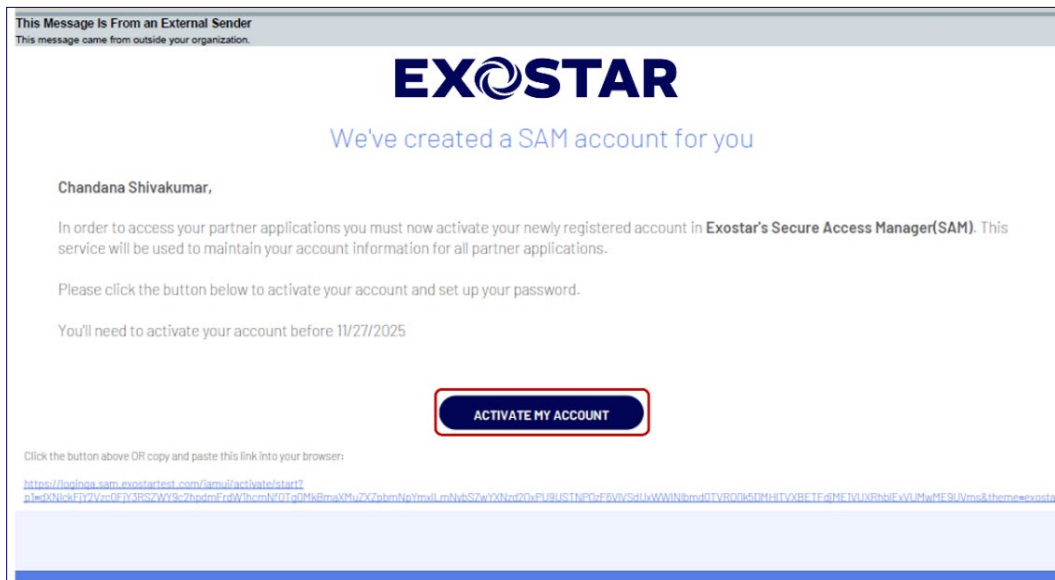 This Message Is From an External Sender
This message came from outside your organization.
EXOSTAR
We've created a SAM account for you
Chandana Shivakumar,
In order to access your partner applications you must now activate your newly registered account in Exostar's Secure Access Manager(SAM). This
service will be used to maintain your account information for all partner applications.
Please click the button below to activate your account and set up your password.
You'll need to activate your account before 11/27/2025
ACTIVATE MY ACCOUNT
Click the button above OR copy and paste this link into your browser:
https://loginqa.sam.exostartest.com/iamui/activate/start?